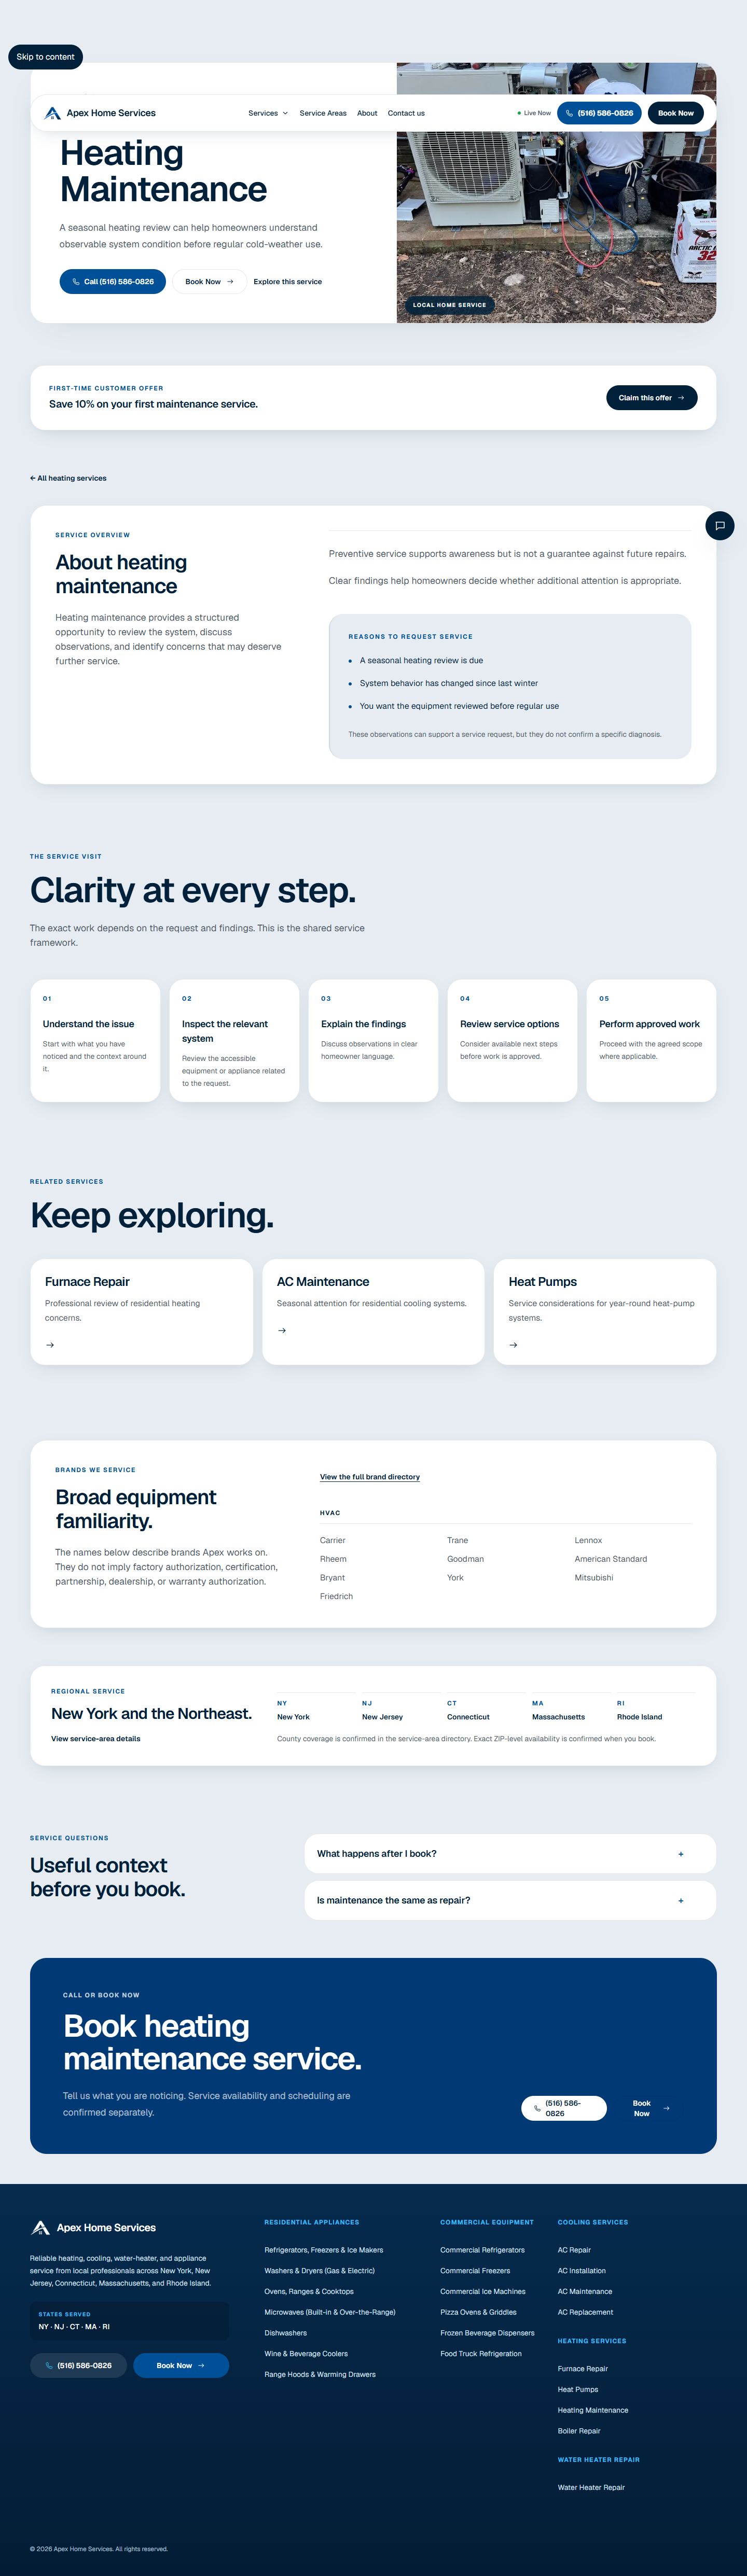 Skip to content
Apex Home Services
Services
Service Areas
About
Contact us
Live Now
(516) 586-0826
Book Now
Heating
Maintenance
A seasonal heating review can help homeowners understand
observable system condition before regular cold-weather use.
Call (516) 586-0826
Book Now
Explore this service
LOCAL HOME SERVICE
FIRST-TIME CUSTOMER OFFER
Save 10% on your first maintenance service.
Claim this offer
← All heating services
SERVICE OVERVIEW
About heating
maintenance
Heating maintenance provides a structured
opportunity to review the system, discuss
observations, and identify concerns that may deserve
further service.
Preventive service supports awareness but is not a guarantee against future repairs.
Clear findings help homeowners decide whether additional attention is appropriate.
REASONS TO REQUEST SERVICE
A seasonal heating review is due
System behavior has changed since last winter
You want the equipment reviewed before regular use
These observations can support a service request, but they do not confirm a specific diagnosis.
THE SERVICE VISIT
Clarity at every step.
The exact work depends on the request and findings. This is the shared service
framework.
01
Understand the issue
Start with what you have
noticed and the context around
it.
02
Inspect the relevant
system
Review the accessible
equipment or appliance related
to the request.
03
Explain the findings
Discuss observations in clear
homeowner language.
04
Review service options
Consider available next steps
before work is approved.
05
Perform approved work
Proceed with the agreed scope
where applicable.
RELATED SERVICES
Keep exploring.
Furnace Repair
Professional review of residential heating
concerns.
AC Maintenance
Seasonal attention for residential cooling systems.
Heat Pumps
Service considerations for year-round heat-pump
systems.
BRANDS WE SERVICE
Broad equipment
familiarity.
The names below describe brands Apex works on.
They do not imply factory authorization, certification,
partnership, dealership, or warranty authorization.
View the full brand directory
HVAC
Carrier
Trane
Lennox
Rheem
Goodman
American Standard
Bryant
York
Mitsubishi
Friedrich
REGIONAL SERVICE
New York and the Northeast.
View service-area details
NY
New York
NJ
New Jersey
CT
Connecticut
MA
Massachusetts
RI
Rhode Island
County coverage is confirmed in the service-area directory. Exact ZIP-level availability is confirmed when you book.
SERVICE QUESTIONS
Useful context
before you book.
What happens after I book?
+
Is maintenance the same as repair?
+
CALL OR BOOK NOW
Book heating
maintenance service.
Tell us what you are noticing. Service availability and scheduling are
confirmed separately.
(516) 586-
0826
Book
Now
Apex Home Services
Reliable heating, cooling, water-heater, and appliance
service from local professionals across New York, New
Jersey, Connecticut, Massachusetts, and Rhode Island.
STATES SERVED
NY · NJ · CT · MA · RI
(516) 586-0826
Book Now
RESIDENTIAL APPLIANCES
Refrigerators, Freezers & Ice Makers
Washers & Dryers (Gas & Electric)
Ovens, Ranges & Cooktops
Microwaves (Built-in & Over-the-Range)
Dishwashers
Wine & Beverage Coolers
Range Hoods & Warming Drawers
COMMERCIAL EQUIPMENT
Commercial Refrigerators
Commercial Freezers
Commercial Ice Machines
Pizza Ovens & Griddles
Frozen Beverage Dispensers
Food Truck Refrigeration
COOLING SERVICES
AC Repair
AC Installation
AC Maintenance
AC Replacement
HEATING SERVICES
Furnace Repair
Heat Pumps
Heating Maintenance
Boiler Repair
WATER HEATER REPAIR
Water Heater Repair
© 2026 Apex Home Services. All rights reserved.